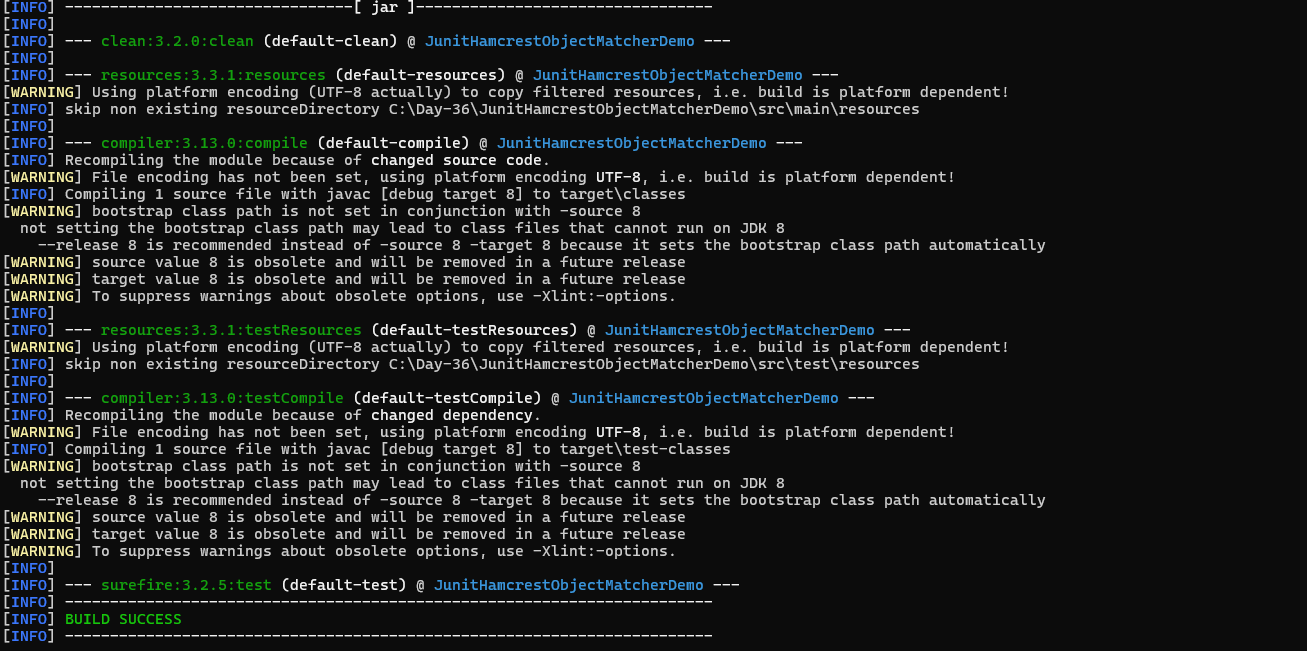 [INFO] --------------------------------[ jar ]---------------------------------
[INFO]
[INFO] --- clean:3.2.0:clean (default-clean) @ JunitHamcrestObjectMatcherDemo ---
[INFO]
[INFO] --- resources:3.3.1:resources (default-resources) @ JunitHamcrestObjectMatcherDemo ---
[WARNING] Using platform encoding (UTF-8 actually) to copy filtered resources, i.e. build is platform dependent!
[INFO] skip non existing resourceDirectory C:\Day-36\JunitHamcrestObjectMatcherDemo\src\main\resources
[INFO]
[INFO] --- compiler:3.13.0:compile (default-compile) @ JunitHamcrestObjectMatcherDemo ---
[INFO] Recompiling the module because of changed source code.
[WARNING] File encoding has not been set, using platform encoding UTF-8, i.e. build is platform dependent!
[INFO] Compiling 1 source file with javac [debug target 8] to target\classes
[WARNING] bootstrap class path is not set in conjunction with -source 8
  not setting the bootstrap class path may lead to class files that cannot run on JDK 8
    --release 8 is recommended instead of -source 8 -target 8 because it sets the bootstrap class path automatically
[WARNING] source value 8 is obsolete and will be removed in a future release
[WARNING] target value 8 is obsolete and will be removed in a future release
[WARNING] To suppress warnings about obsolete options, use -Xlint:-options.
[INFO]
[INFO] --- resources:3.3.1:testResources (default-testResources) @ JunitHamcrestObjectMatcherDemo ---
[WARNING] Using platform encoding (UTF-8 actually) to copy filtered resources, i.e. build is platform dependent!
[INFO] skip non existing resourceDirectory C:\Day-36\JunitHamcrestObjectMatcherDemo\src\test\resources
[INFO]
[INFO] --- compiler:3.13.0:testCompile (default-testCompile) @ JunitHamcrestObjectMatcherDemo ---
[INFO] Recompiling the module because of changed dependency.
[WARNING] File encoding has not been set, using platform encoding UTF-8, i.e. build is platform dependent!
[INFO] Compiling 1 source file with javac [debug target 8] to target\test-classes
[WARNING] bootstrap class path is not set in conjunction with -source 8
  not setting the bootstrap class path may lead to class files that cannot run on JDK 8
    --release 8 is recommended instead of -source 8 -target 8 because it sets the bootstrap class path automatically
[WARNING] source value 8 is obsolete and will be removed in a future release
[WARNING] target value 8 is obsolete and will be removed in a future release
[WARNING] To suppress warnings about obsolete options, use -Xlint:-options.
[INFO]
[INFO] --- surefire:3.2.5:test (default-test) @ JunitHamcrestObjectMatcherDemo ---
[INFO] ------------------------------------------------------------------------
[INFO] BUILD SUCCESS
[INFO] ------------------------------------------------------------------------